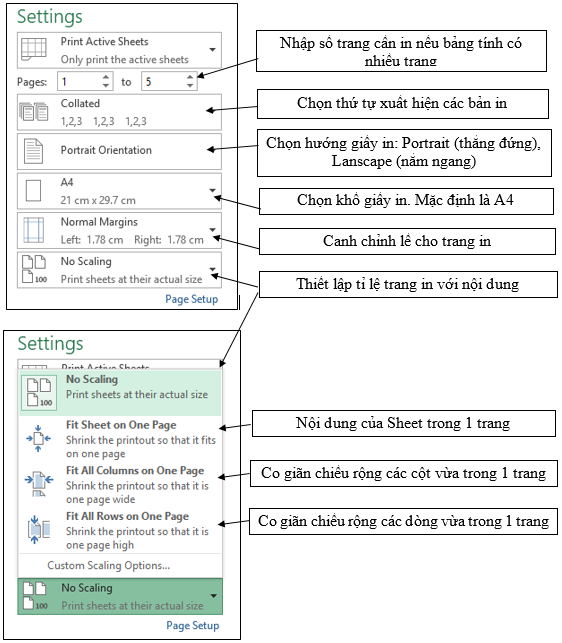 Settings
Print Active Sheets
Only print the active sheets
Nhập số trang cần in nếu bảng tính có
nhiều trang
Pages: 1 to 5
Collated
1,2,3 1,2,3 1,2,3
Chọn thứ tự xuất hiện các bản in
Portrait Orientation
Chọn hướng giấy in: Portrait (thẳng đứng),
Lanscape (nằm ngang)
A4
21 cm x 29.7 cm
Chọn khổ giấy in. Mặc định là A4
Normal Margins
Left: 1.78 cm Right: 1.78 cm
Canh chỉnh lề cho trang in
No Scaling
Print sheets at their actual size
100
Thiết lập tỉ lệ trang in với nội dung
Page Setup
Settings
Print Active Sheets
No Scaling
Print sheets at their actual size
100
Fit Sheet on One Page
Shrink the printout so that it fits
on one page
Nội dung của Sheet trong 1 trang
Fit All Columns on One Page
Shrink the printout so that it is
one page wide
Co giãn chiều rộng các cột vừa trong 1 trang
Fit All Rows on One Page
Shrink the printout so that it is
one page high
Co giãn chiều rộng các dòng vừa trong 1 trang
Custom Scaling Options...
No Scaling
Print sheets at their actual size
100
Page Setup